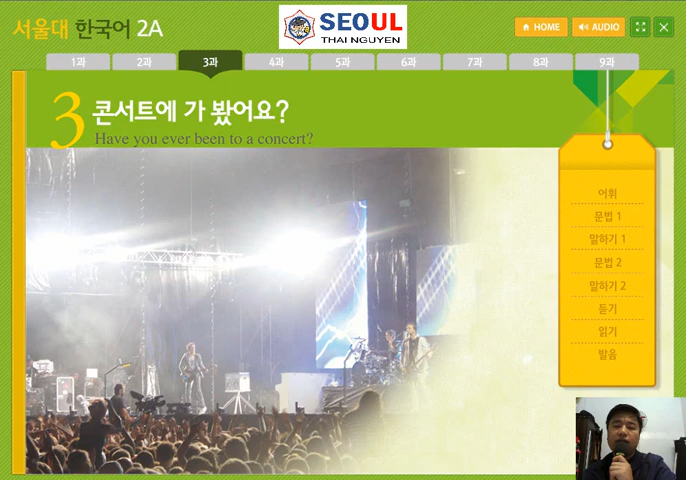 서울대 한국어 2A
SEOUL
THAI NGUYEN
HOME
AUDIO
1과
2과
3과
4과
5과
6과
7과
8과
9과
3 콘서트에 가 봤어요?
Have you ever been to a concert?
어휘
문법 1
말하기 1
문법 2
말하기 2
듣기
읽기
발음